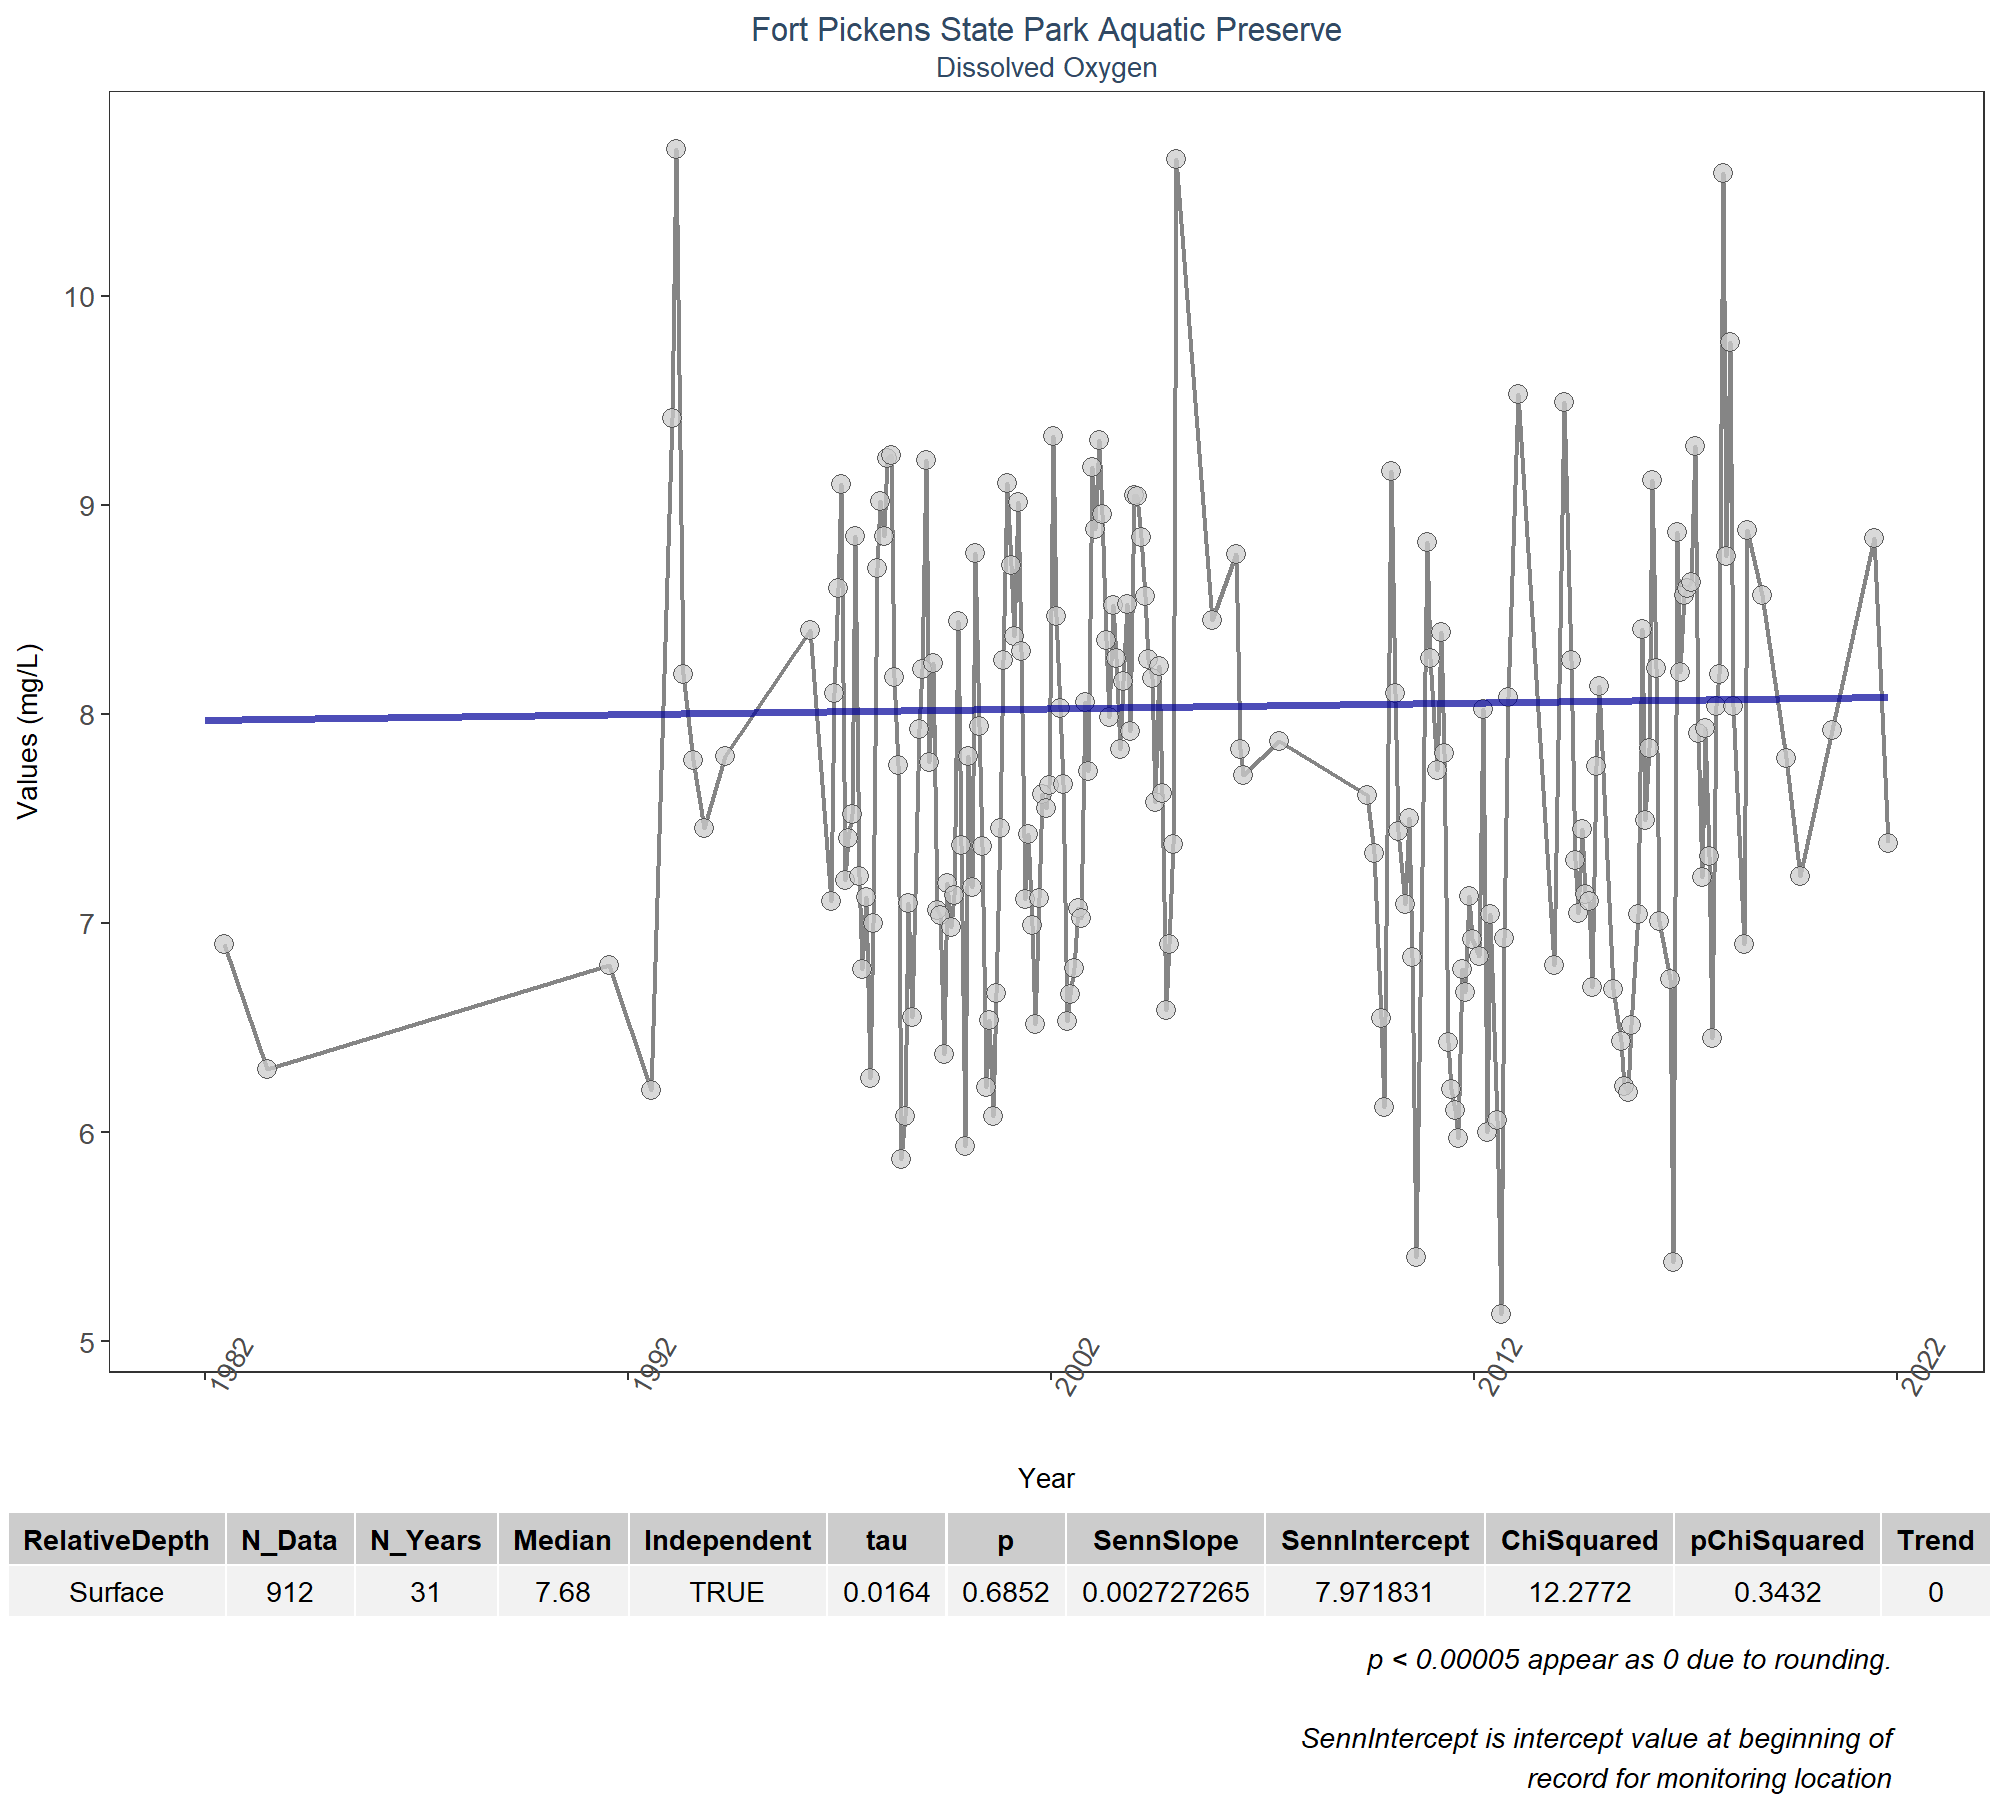 Fort Pickens State Park Aquatic Preserve
Dissolved Oxygen
Values (mg/L)
10
9
8
7
6
5
1982
1992
2002
2012
2022
Year
RelativeDepth N_Data N_Years Median Independent tau p SennSlope SennIntercept ChiSquared pChiSquared Trend
Surface 912 31 7.68 TRUE 0.0164 0.6852 0.002727265 7.971831 12.2772 0.3432 0
p < 0.00005 appear as 0 due to rounding.
SennIntercept is intercept value at beginning of
record for monitoring location